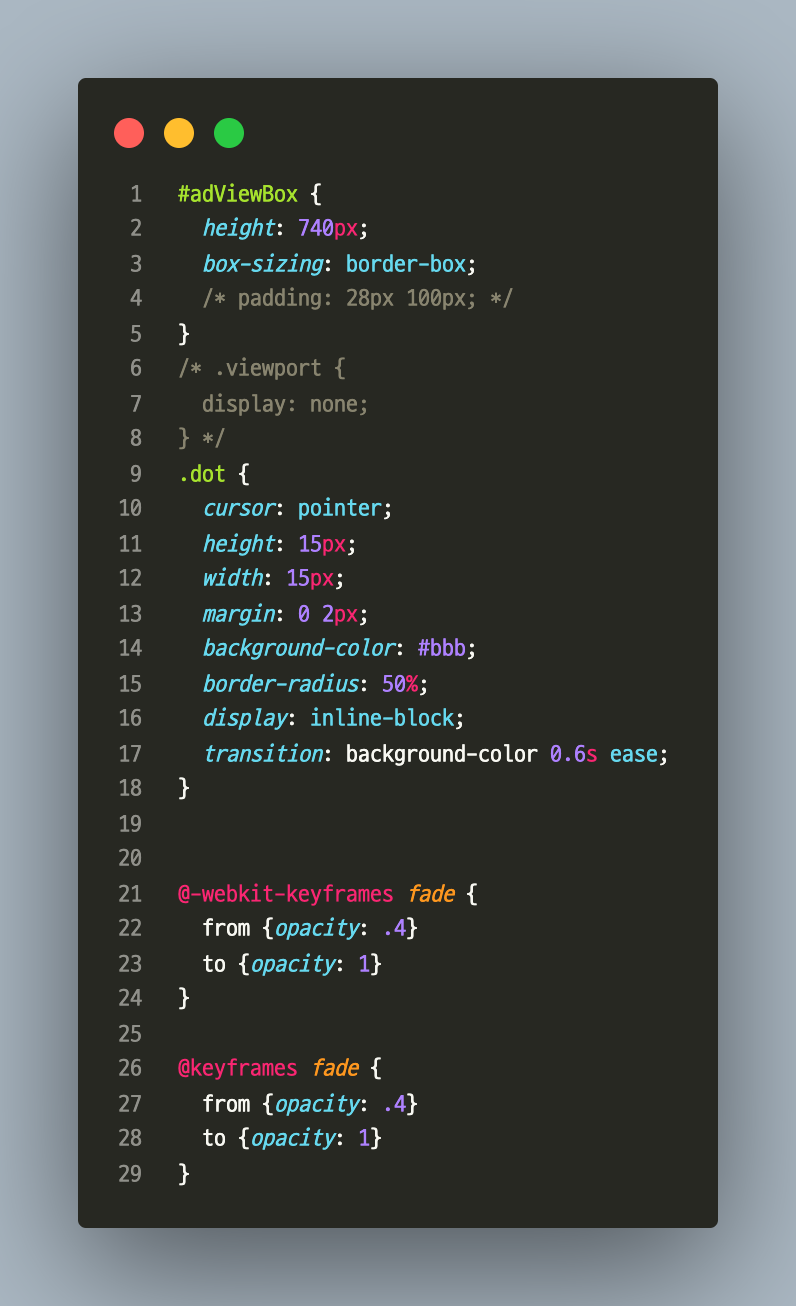 1 #adViewBox {
2   height: 740px;
3   box-sizing: border-box;
4   /* padding: 28px 100px; */
5 }
6 /* .viewport {
7   display: none;
8 } */
9 .dot {
10   cursor: pointer;
11   height: 15px;
12   width: 15px;
13   margin: 0 2px;
14   background-color: #bbb;
15   border-radius: 50%;
16   display: inline-block;
17   transition: background-color 0.6s ease;
18 }
19
20
21 @-webkit-keyframes fade {
22   from {opacity: .4}
23   to {opacity: 1}
24 }
25
26 @keyframes fade {
27   from {opacity: .4}
28   to {opacity: 1}
29 }